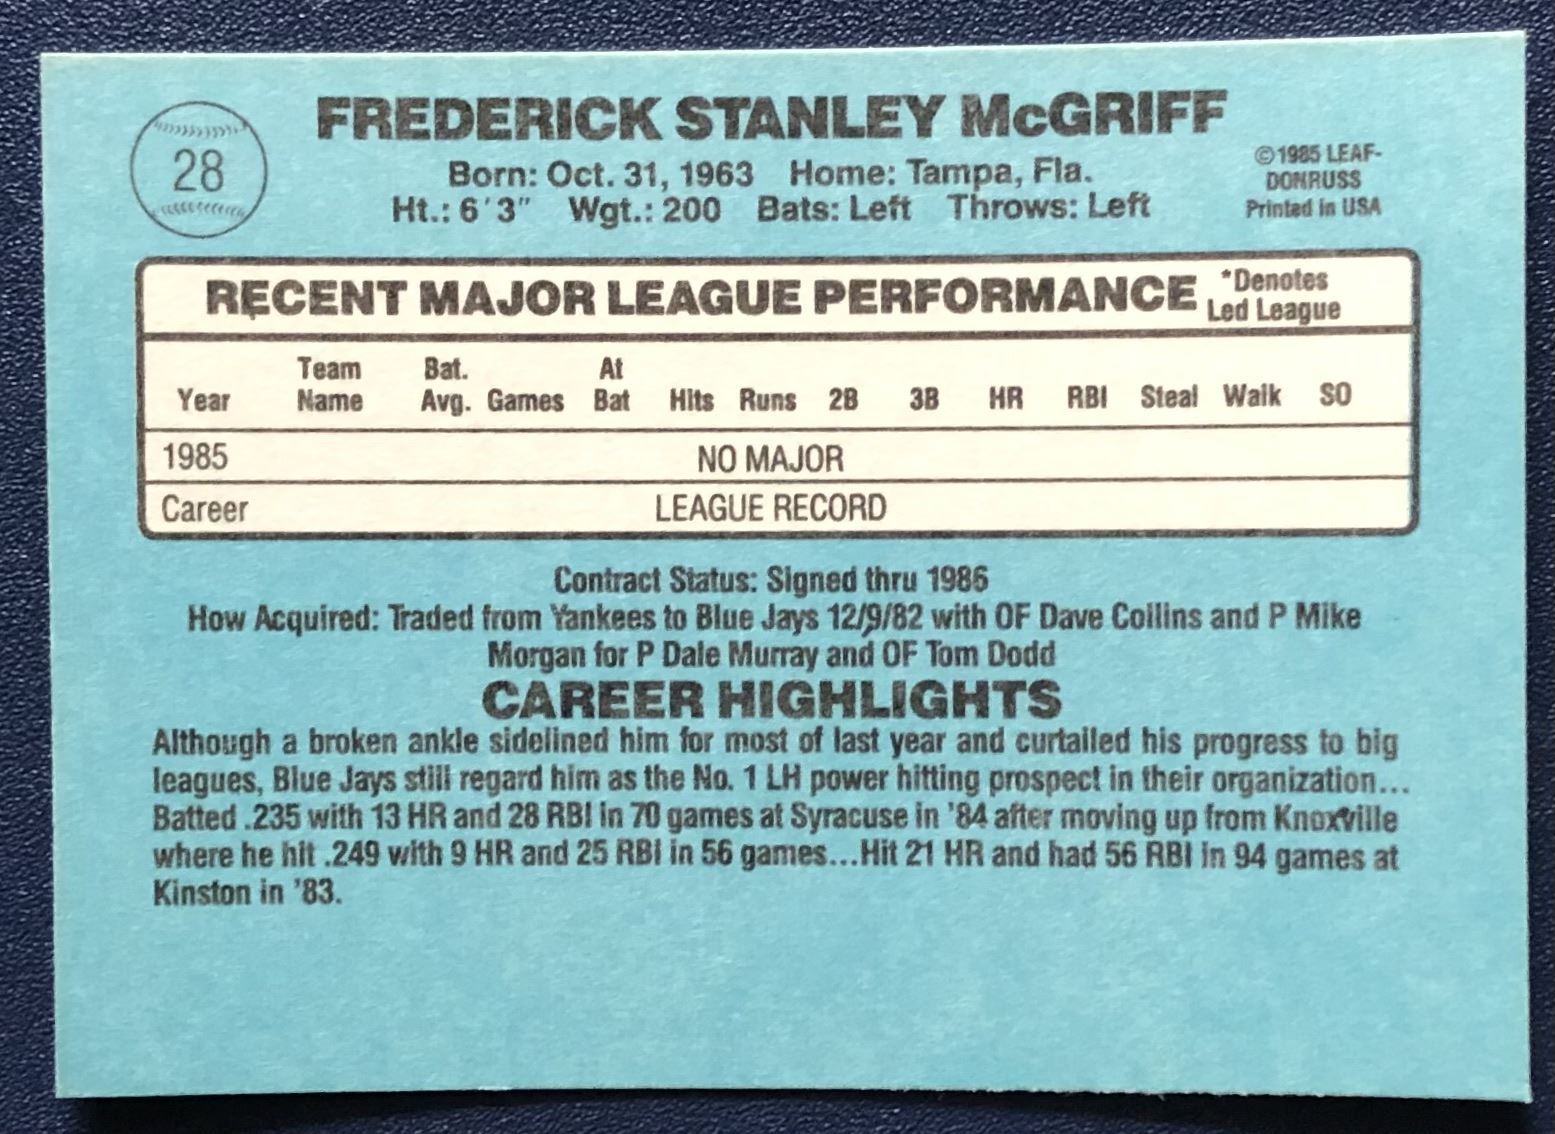 28
FREDERICK STANLEY McGRIFF
Born: Oct. 31, 1963 Home: Tampa, Fla.
Ht.: 6'3" Wgt.: 200 Bats: Left Throws: Left
©1985 LEAF-
DONRUSS
Printed in USA
RECENT MAJOR LEAGUE PERFORMANCE
*Denotes
Led League
Year Team Name Bat. Avg. Games At Bat Hits Runs 2B 3B HR RBI Steal Walk SO
1985 NO MAJOR
Career LEAGUE RECORD
Contract Status: Signed thru 1986
How Acquired: Traded from Yankees to Blue Jays 12/9/82 with OF Dave Collins and P Mike
Morgan for P Dale Murray and OF Tom Dodd
CAREER HIGHLIGHTS
Although a broken ankle sidelined him for most of last year and curtailed his progress to big
leagues, Blue Jays still regard him as the No. 1 LH power hitting prospect in their organization...
Batted .235 with 13 HR and 28 RBI in 70 games at Syracuse in '84 after moving up from Knoxville
where he hit .249 with 9 HR and 25 RBI in 56 games...Hit 21 HR and had 56 RBI in 94 games at
Kinston in '83.